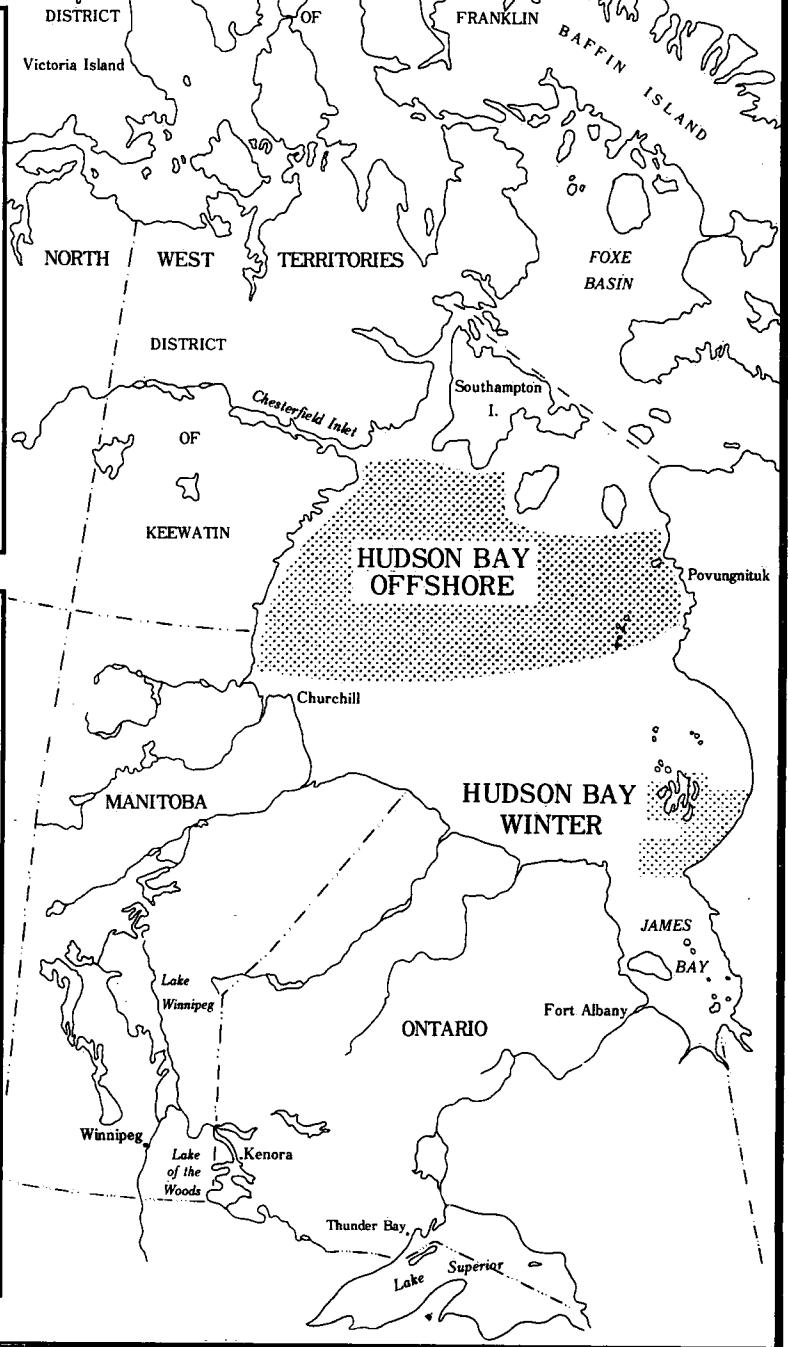 DISTRICT OF FRANKLIN
Victoria Island
BAFFIN ISLAND
NORTH WEST TERRITORIES
FOXE
BASIN
DISTRICT
Southampton
I.
Chesterfield Inlet
OF
KEEWATIN
HUDSON BAY
OFFSHORE
Povungnituk
Churchill
MANITOBA
HUDSON BAY
WINTER
JAMES
BAY
Lake
Winnipeg
Fort Albany
ONTARIO
Winnipeg
Lake
of the
Woods
Kenora
Thunder Bay
Lake Superior